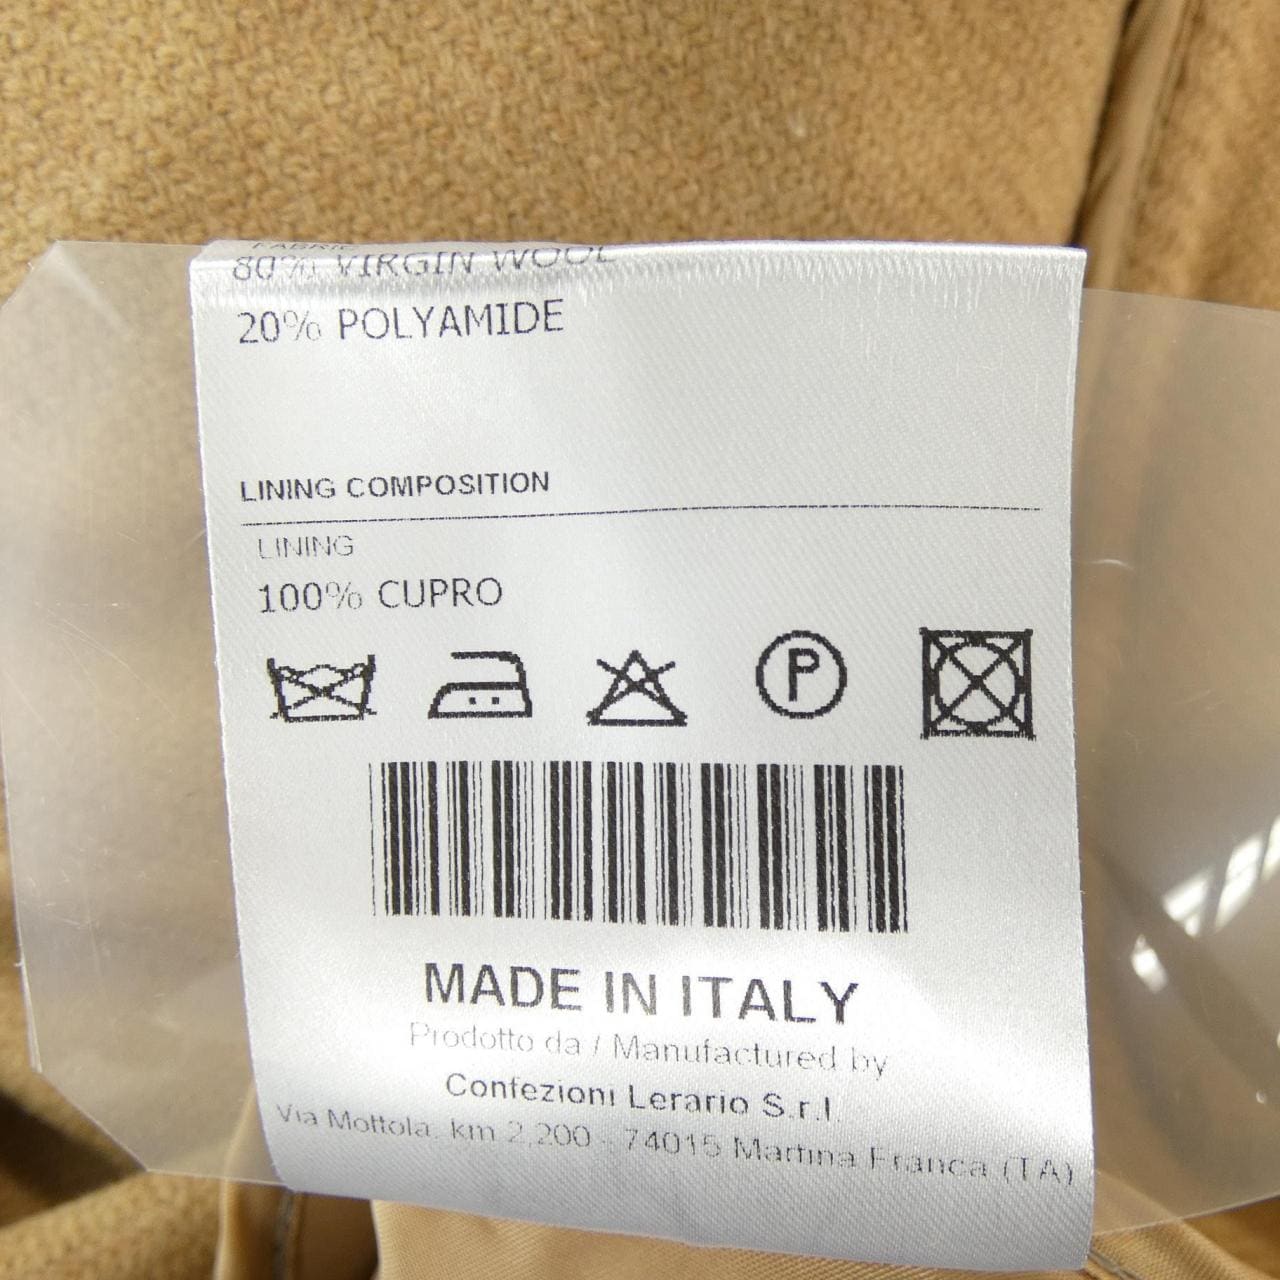 FABRIC
80% VIRGIN WOOL
20% POLYAMIDE
LINING COMPOSITION
LINING
100% CUPRO
P
MADE IN ITALY
Prodotto da / Manufactured by
Confezioni Lerario S.r.l.
Via Mottola, km 2,200 - 74015 Martina Franca (TA)